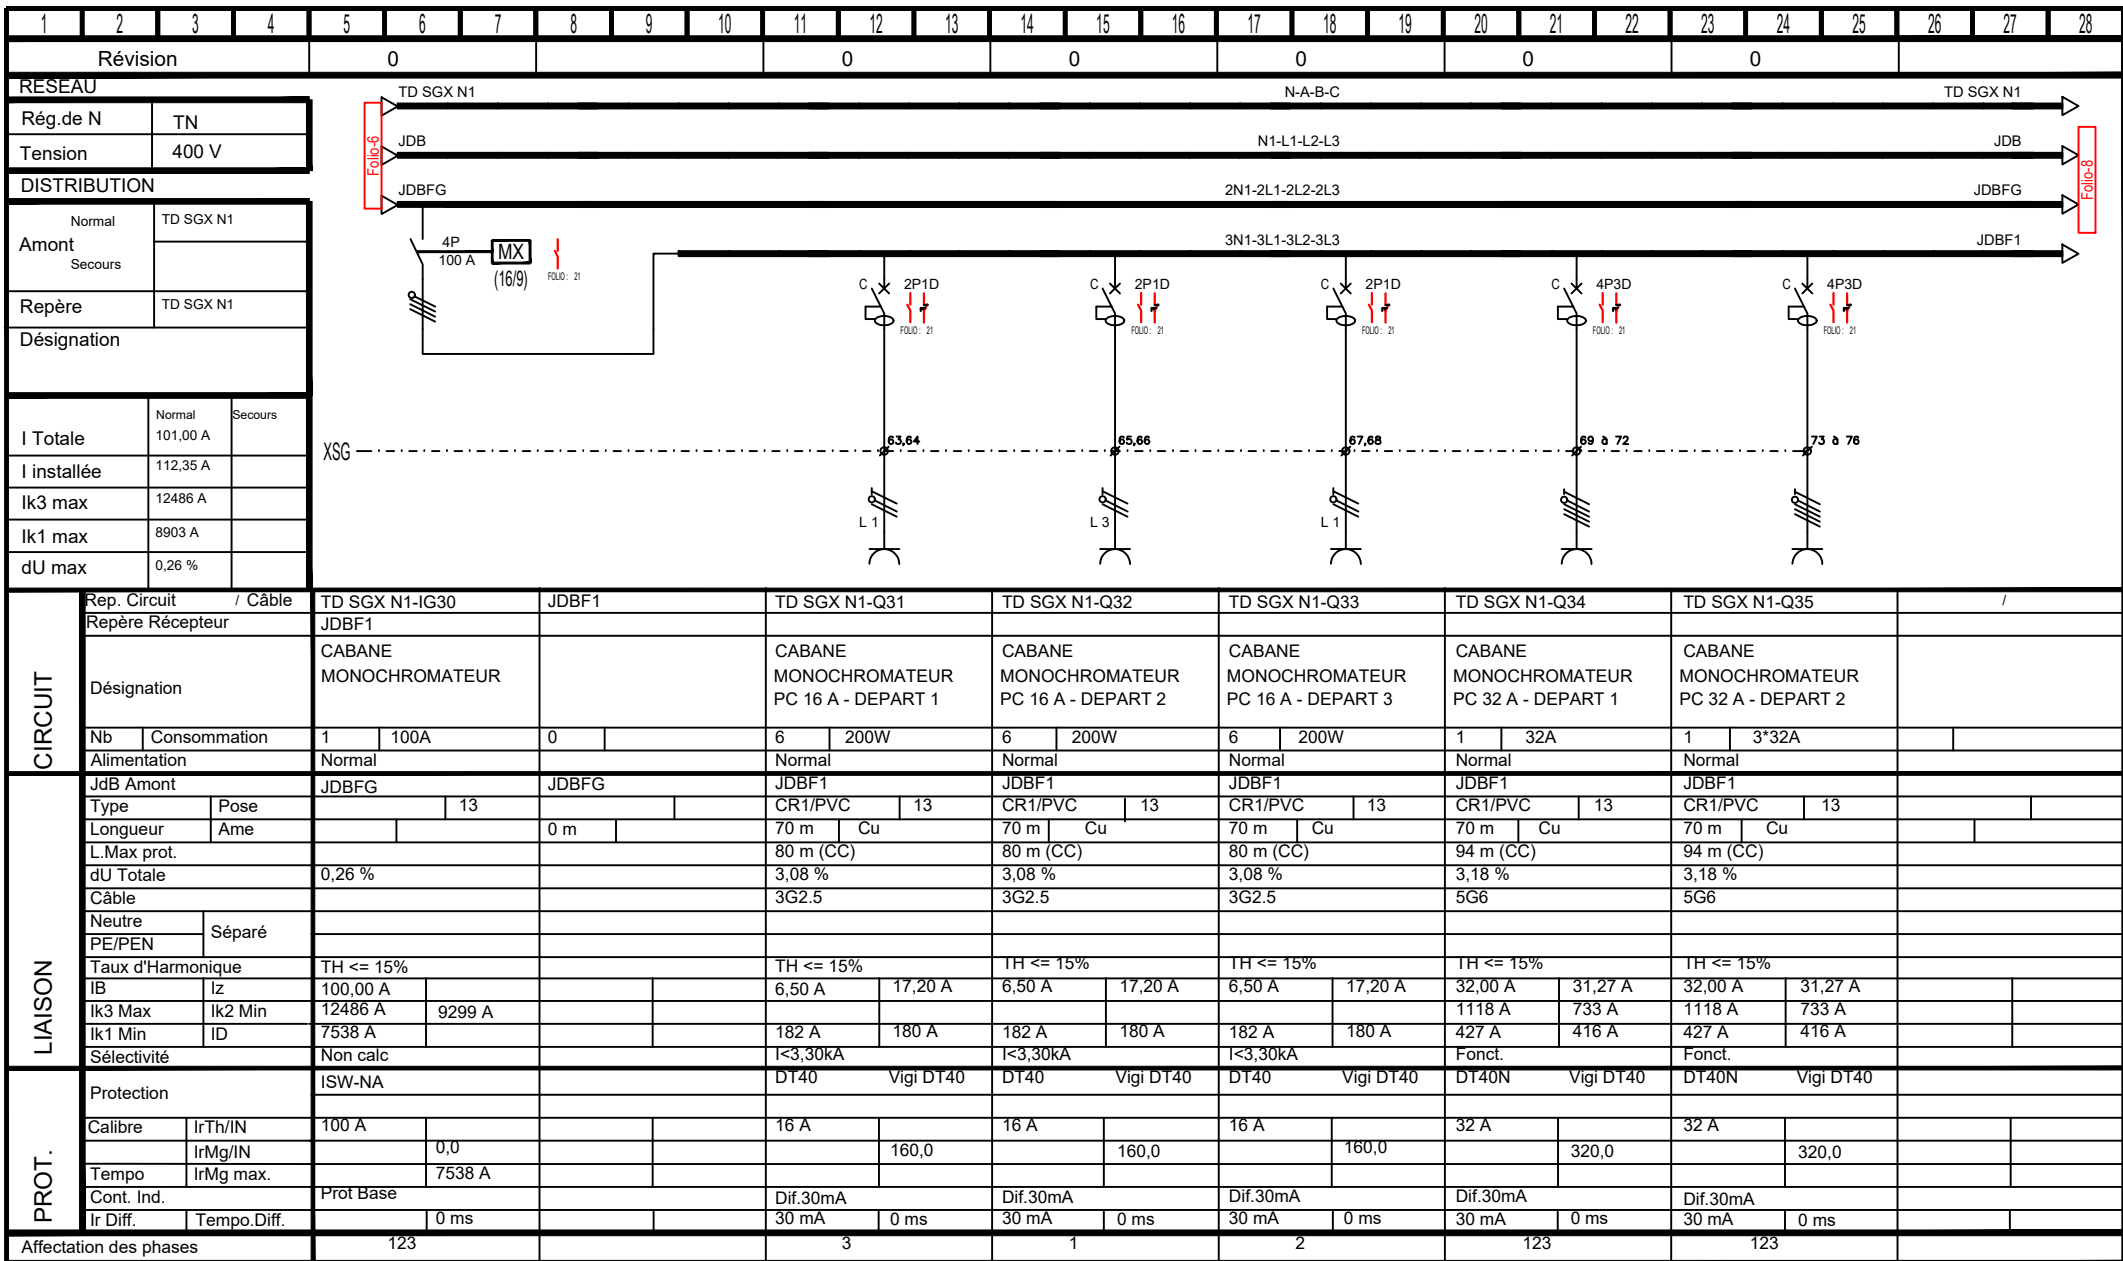 1 2 3 4 5 6 7 8 9 10 11 12 13 14 15 16 17 18 19 20 21 22 23 24 25 26 27 28
Révision 0 0 0 0 0 0
RESEAU
Rég.de N TN
Tension 400 V
DISTRIBUTION
Normal TD SGX N1
Amont
Secours
Repère TD SGX N1
Désignation
Normal Secours
I Totale 101,00 A
I installée 112,35 A
Ik3 max 12486 A
Ik1 max 8903 A
dU max 0,26 %
Folio-6
TD SGX N1 N-A-B-C TD SGX N1
JDB N1-L1-L2-L3 JDB
JDBFG 2N1-2L1-2L2-2L3 JDBFG
Folio-8
3N1-3L1-3L2-3L3 JDBF1
4P
100 A
MX
(16/9)
FOLIO : 21
C 2P1D C 2P1D C 2P1D C 4P3D C 4P3D
FOLIO : 21 FOLIO : 21 FOLIO : 21 FOLIO : 21 FOLIO : 21
XSG 63,64 65,66 67,68 69 à 72 73 à 76
L 1 L 3 L 1
CIRCUIT
Rep. Circuit / Câble TD SGX N1-IG30 JDBF1 TD SGX N1-Q31 TD SGX N1-Q32 TD SGX N1-Q33 TD SGX N1-Q34 TD SGX N1-Q35 /
Repère Récepteur JDBF1
Désignation
CABANE CABANE CABANE CABANE CABANE CABANE
MONOCHROMATEUR MONOCHROMATEUR MONOCHROMATEUR MONOCHROMATEUR MONOCHROMATEUR MONOCHROMATEUR
PC 16 A - DEPART 1 PC 16 A - DEPART 2 PC 16 A - DEPART 3 PC 32 A - DEPART 1 PC 32 A - DEPART 2
Nb Consommation 1 100A 0 6 200W 6 200W 6 200W 1 32A 1 3*32A
Alimentation Normal Normal Normal Normal Normal Normal
LIAISON
JdB Amont JDBFG JDBFG JDBF1 JDBF1 JDBF1 JDBF1 JDBF1
Type Pose 13 CR1/PVC 13 CR1/PVC 13 CR1/PVC 13 CR1/PVC 13 CR1/PVC 13
Longueur Ame 0 m 70 m Cu 70 m Cu 70 m Cu 70 m Cu 70 m Cu
L.Max prot. 80 m (CC) 80 m (CC) 80 m (CC) 94 m (CC) 94 m (CC)
dU Totale 0,26 % 3,08 % 3,08 % 3,08 % 3,18 % 3,18 %
Câble 3G2.5 3G2.5 3G2.5 5G6 5G6
Neutre
Séparé
PE/PEN
Taux d'Harmonique TH <= 15% TH <= 15% TH <= 15% TH <= 15% TH <= 15% TH <= 15%
IB Iz 100,00 A 6,50 A 17,20 A 6,50 A 17,20 A 6,50 A 17,20 A 32,00 A 31,27 A 32,00 A 31,27 A
Ik3 Max Ik2 Min 12486 A 9299 A 1118 A 733 A 1118 A 733 A
Ik1 Min ID 7538 A 182 A 180 A 182 A 180 A 182 A 180 A 427 A 416 A 427 A 416 A
Sélectivité Non calc I<3,30kA I<3,30kA I<3,30kA Fonct. Fonct.
PROT.
Protection ISW-NA DT40 Vigi DT40 DT40 Vigi DT40 DT40 Vigi DT40 DT40N Vigi DT40 DT40N Vigi DT40
Calibre IrTh/IN 100 A 16 A 16 A 16 A 32 A 32 A
IrMg/IN 0,0 160,0 160,0 160,0 320,0 320,0
Tempo IrMg max. 7538 A
Cont. Ind. Prot Base Dif.30mA Dif.30mA Dif.30mA Dif.30mA Dif.30mA
Ir Diff. Tempo.Diff. 0 ms 30 mA 0 ms 30 mA 0 ms 30 mA 0 ms 30 mA 0 ms 30 mA 0 ms
Affectation des phases 123 3 1 2 123 123